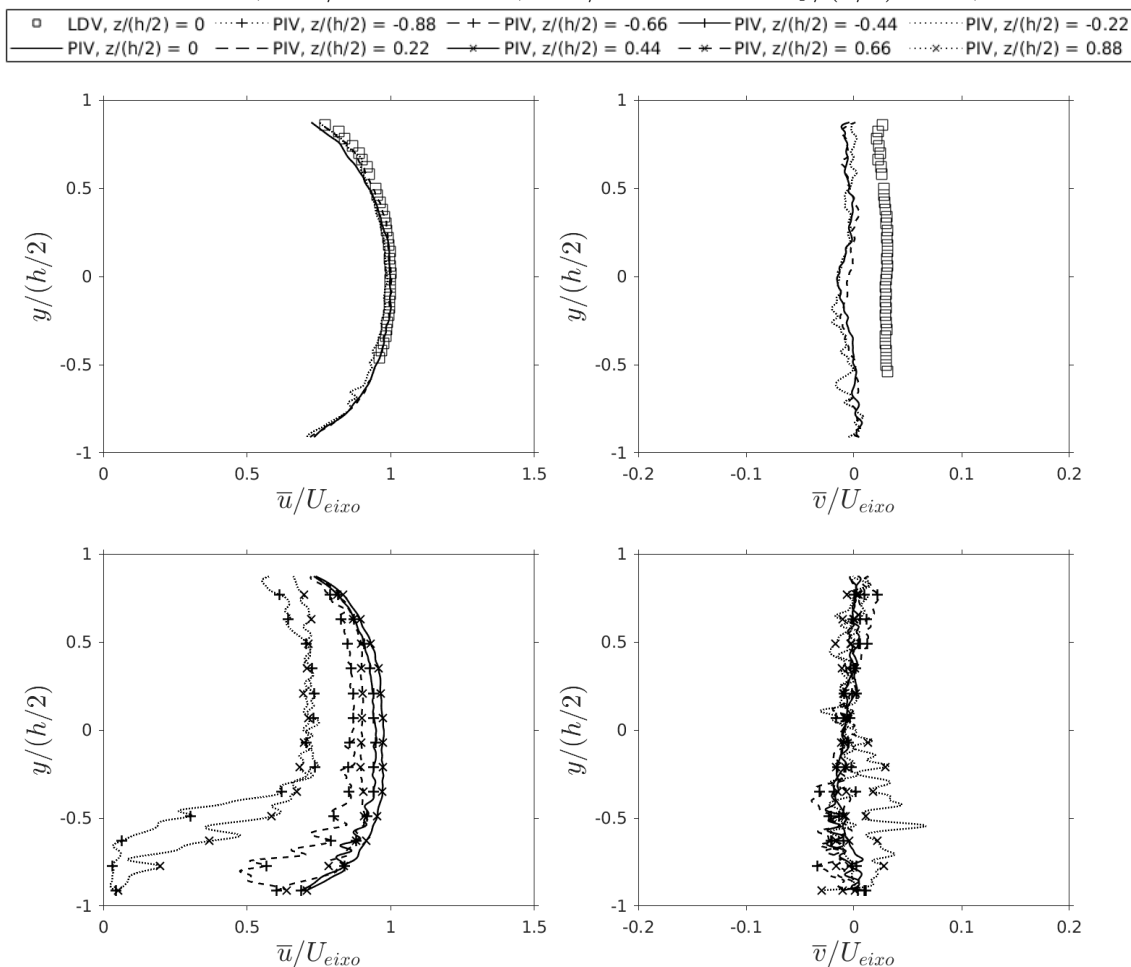 LDV, z/(h/2) = 0 PIV, z/(h/2) = -0.88 PIV, z/(h/2) = -0.66 PIV, z/(h/2) = -0.44 PIV, z/(h/2) = -0.22
PIV, z/(h/2) = 0 PIV, z/(h/2) = 0.22 PIV, z/(h/2) = 0.44 PIV, z/(h/2) = 0.66 PIV, z/(h/2) = 0.88
1
0.5
0
-0.5
-1
y/(h/2)
0 0.5 1 1.5
u̅/U_eixo
1
0.5
0
-0.5
-1
y/(h/2)
-0.2 -0.1 0 0.1 0.2
v̅/U_eixo
1
0.5
0
-0.5
-1
y/(h/2)
0 0.5 1 1.5
u̅/U_eixo
1
0.5
0
-0.5
-1
y/(h/2)
-0.2 -0.1 0 0.1 0.2
v̅/U_eixo